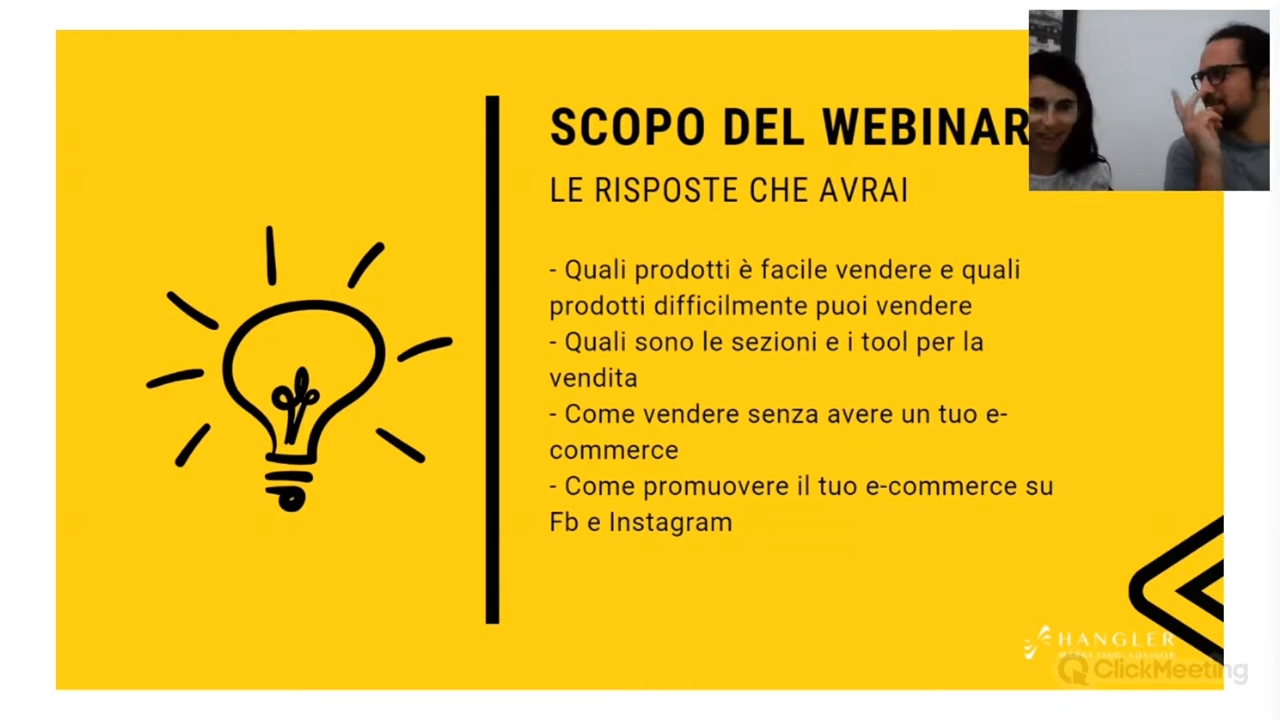 SCOPO DEL WEBINAR
LE RISPOSTE CHE AVRAI
- Quali prodotti è facile vendere e quali
prodotti difficilmente puoi vendere
- Quali sono le sezioni e i tool per la
vendita
- Come vendere senza avere un tuo e-
commerce
- Come promuovere il tuo e-commerce su
Fb e Instagram
HANGLER
ClickMeeting